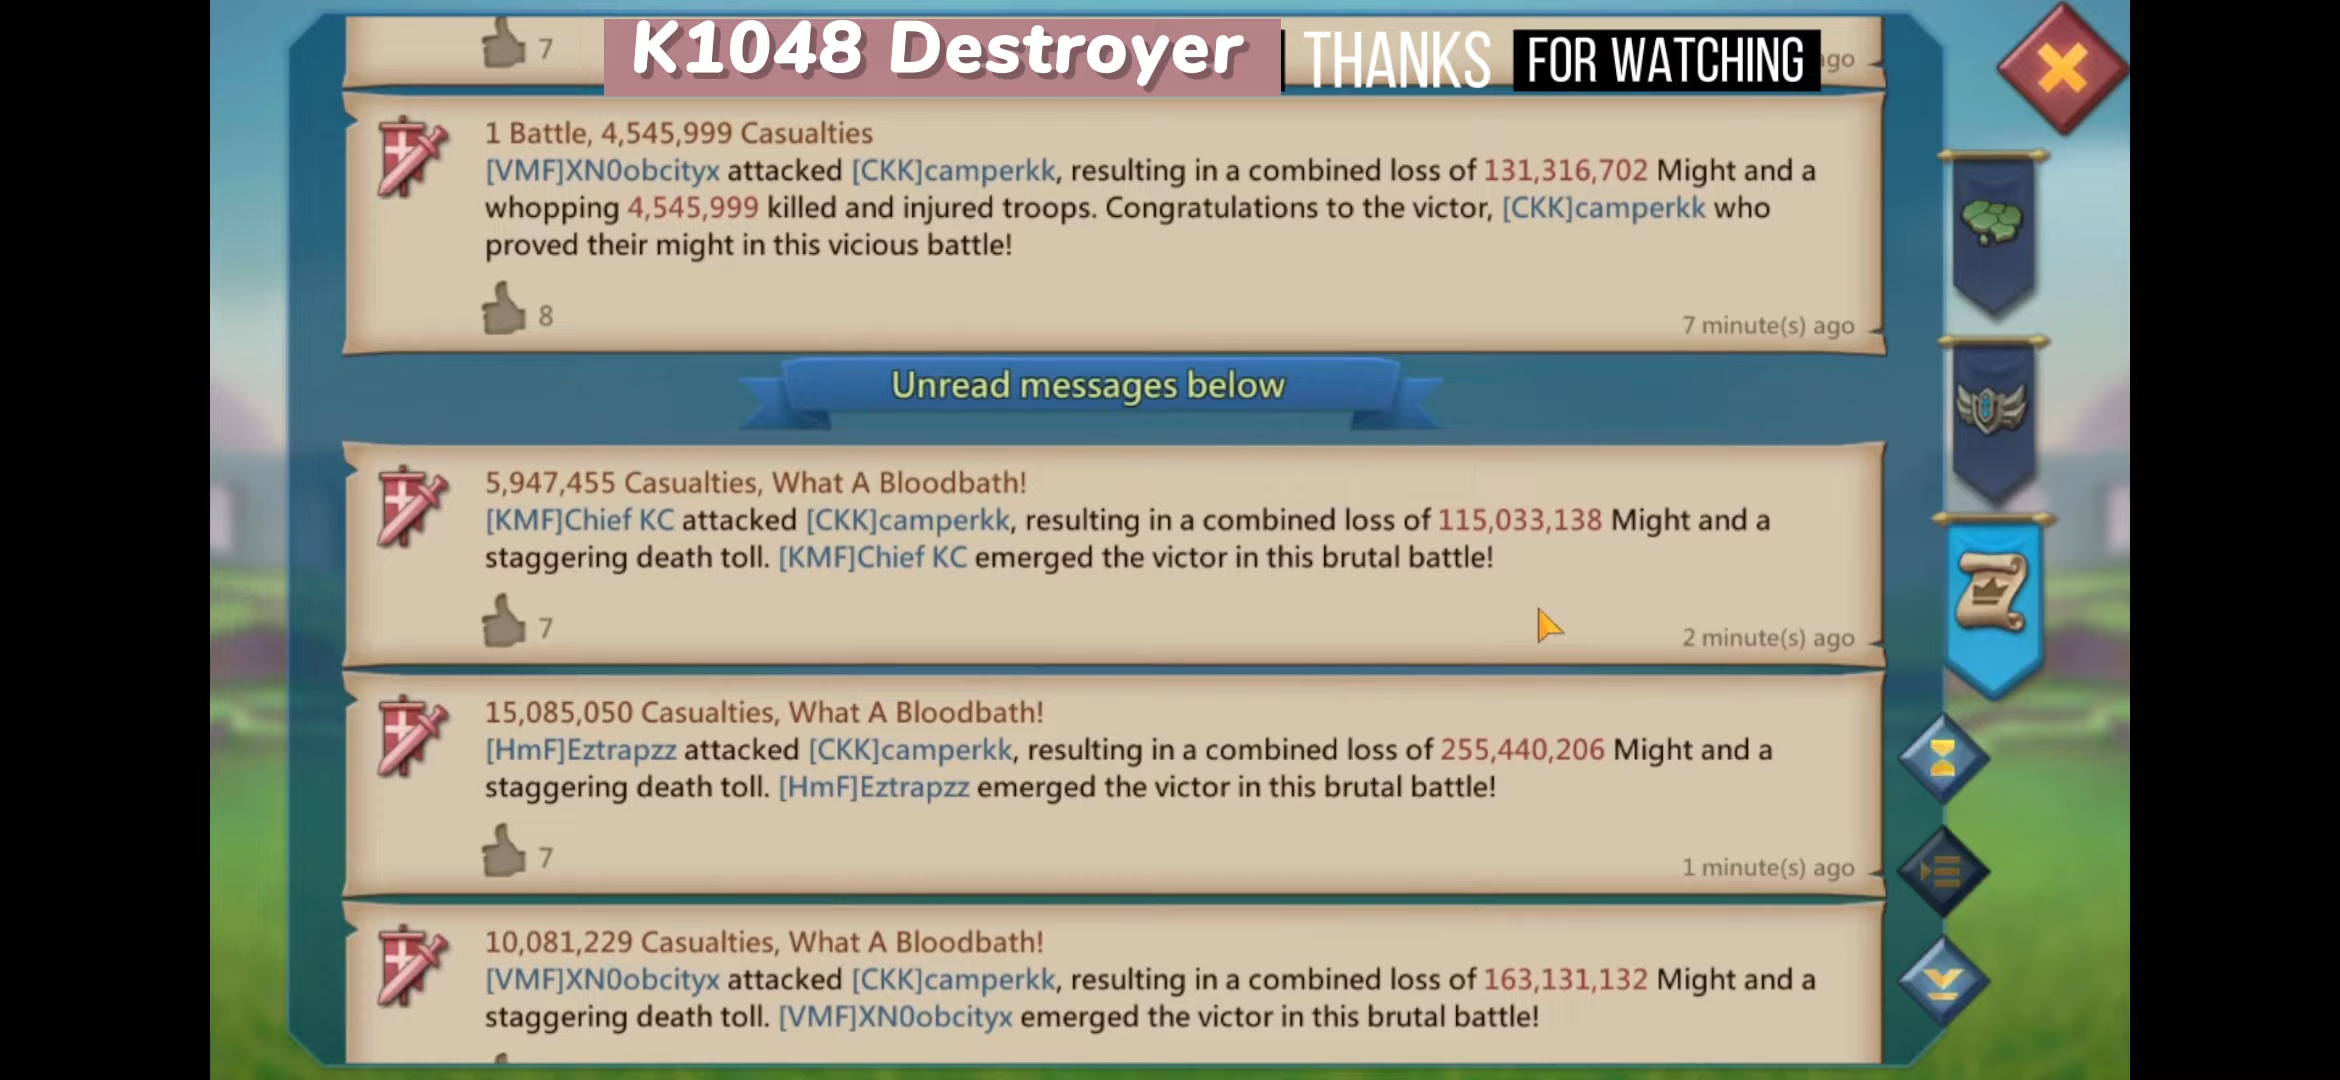 7
K1048 Destroyer
THANKS
FOR WATCHING
ago
1 Battle, 4,545,999 Casualties
[VMF]XN0obcityx attacked [CKK]camperkk, resulting in a combined loss of 131,316,702 Might and a
whopping 4,545,999 killed and injured troops. Congratulations to the victor, [CKK]camperkk who
proved their might in this vicious battle!
8
7 minute(s) ago
Unread messages below
5,947,455 Casualties, What A Bloodbath!
[KMF]Chief KC attacked [CKK]camperkk, resulting in a combined loss of 115,033,138 Might and a
staggering death toll. [KMF]Chief KC emerged the victor in this brutal battle!
7
2 minute(s) ago
15,085,050 Casualties, What A Bloodbath!
[HmF]Eztrapzz attacked [CKK]camperkk, resulting in a combined loss of 255,440,206 Might and a
staggering death toll. [HmF]Eztrapzz emerged the victor in this brutal battle!
7
1 minute(s) ago
10,081,229 Casualties, What A Bloodbath!
[VMF]XN0obcityx attacked [CKK]camperkk, resulting in a combined loss of 163,131,132 Might and a
staggering death toll. [VMF]XN0obcityx emerged the victor in this brutal battle!